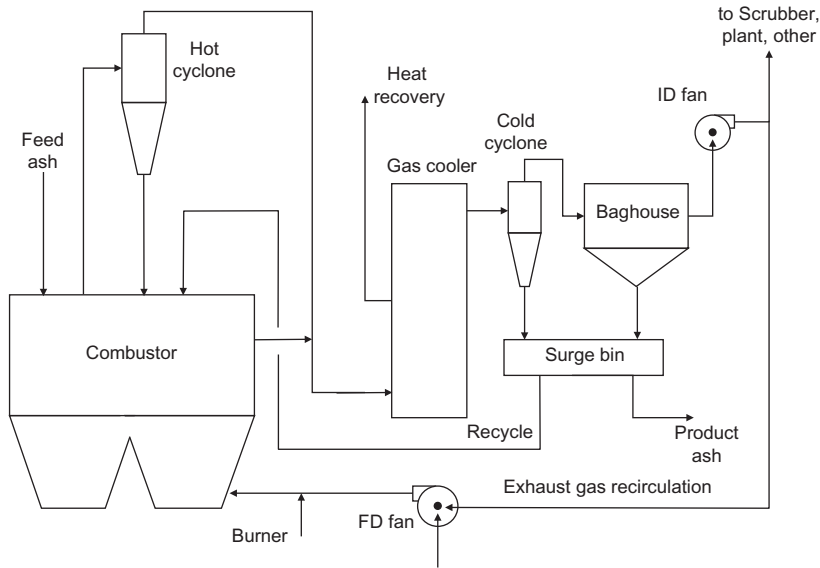 to Scrubber,
plant, other
Hot
cyclone
Heat
recovery
ID fan
Cold
cyclone
Feed
ash
Gas cooler
Baghouse
Combustor
Surge bin
Recycle
Product
ash
Exhaust gas recirculation
Burner
FD fan